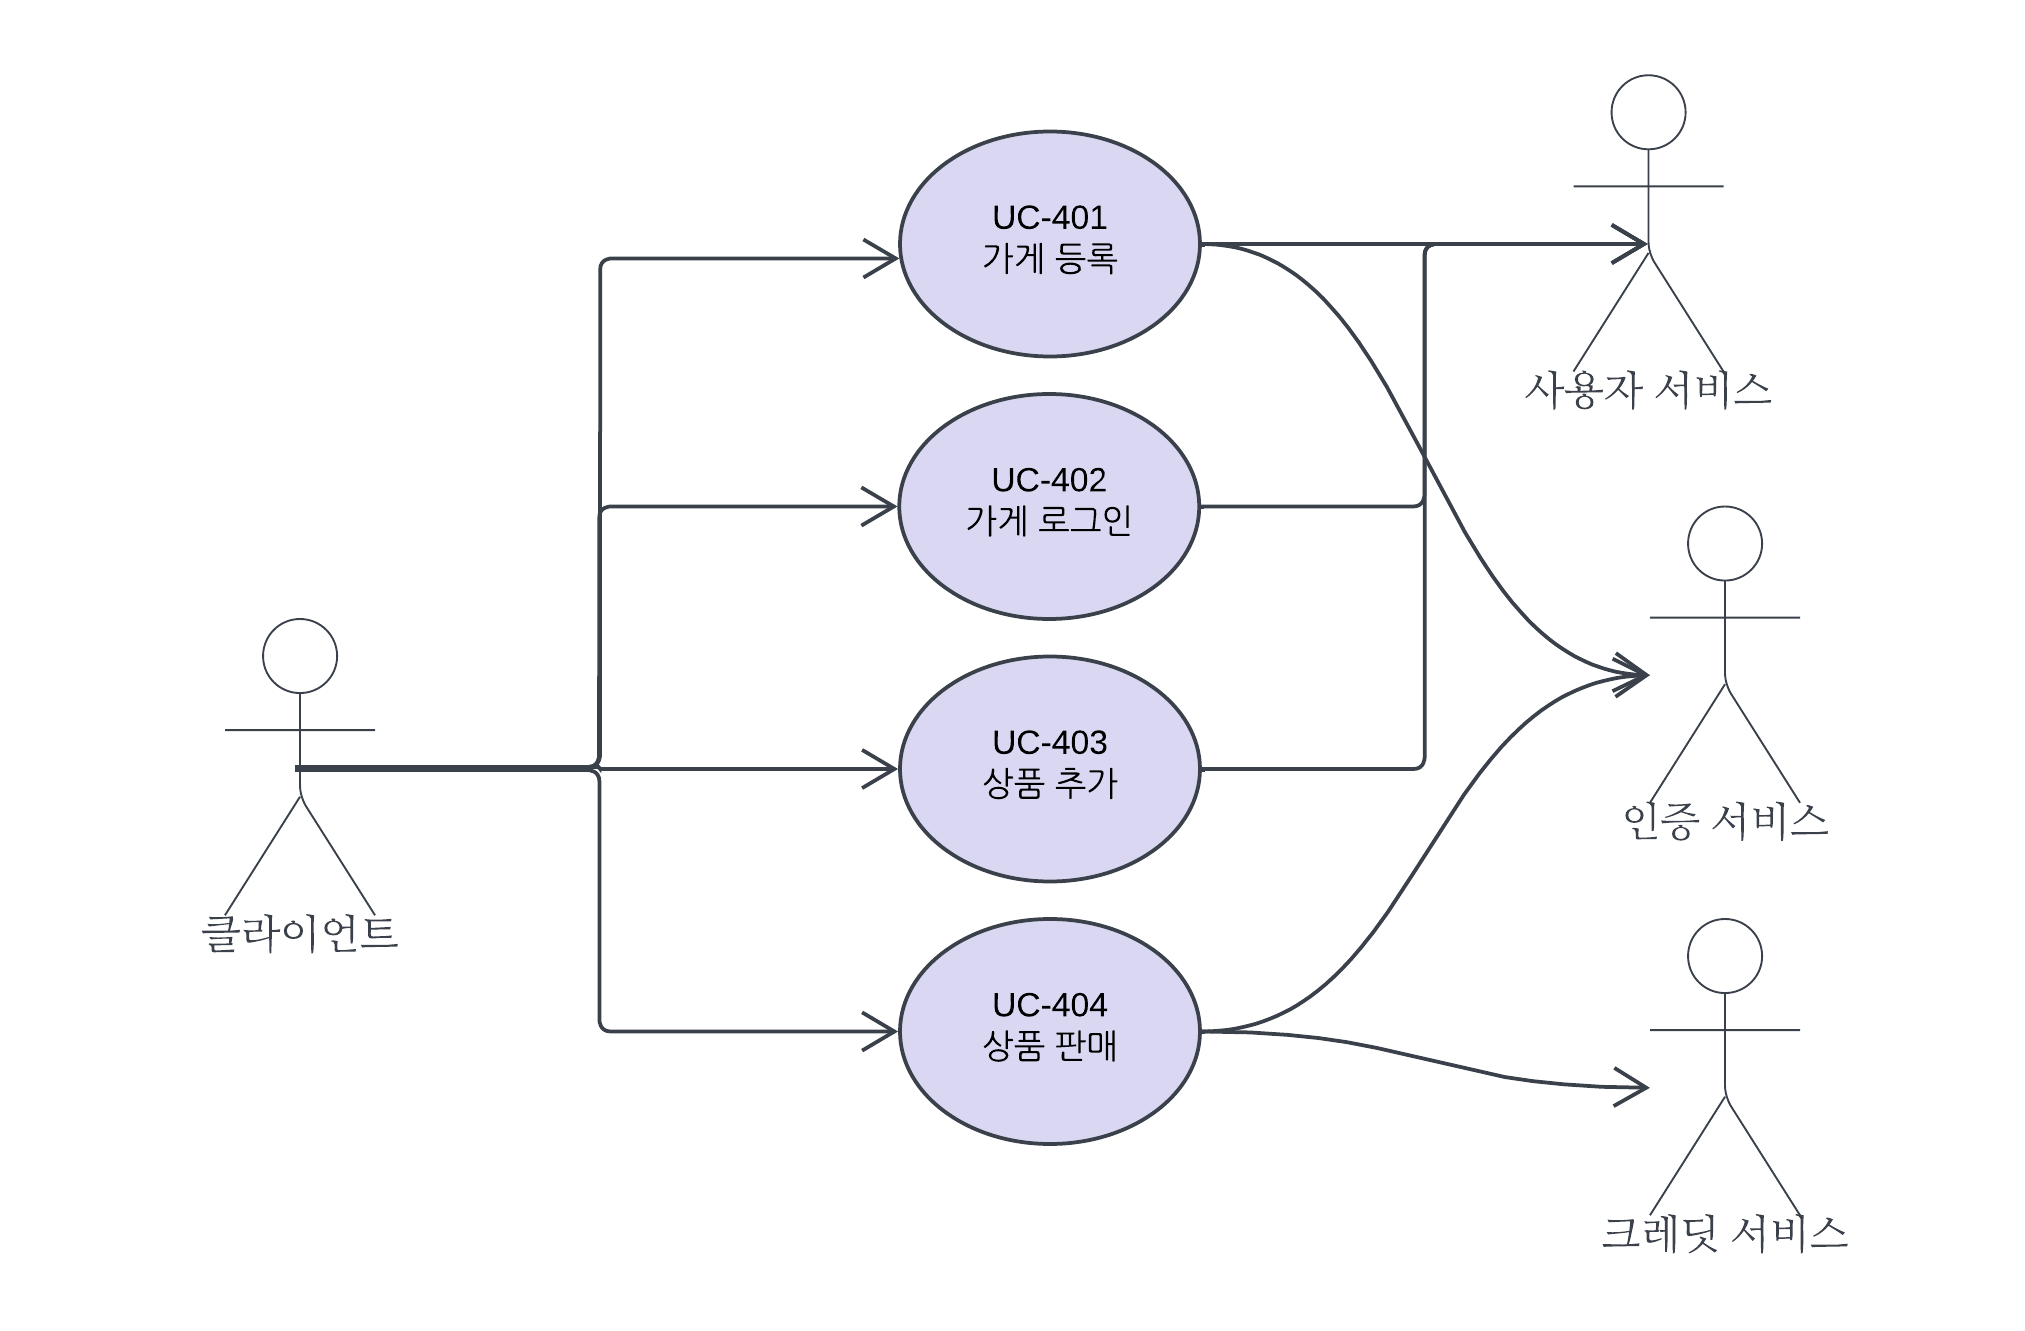 UC-401
가게 등록
사용자 서비스
UC-402
가게 로그인
UC-403
상품 추가
인증 서비스
클라이언트
UC-404
상품 판매
크레딧 서비스